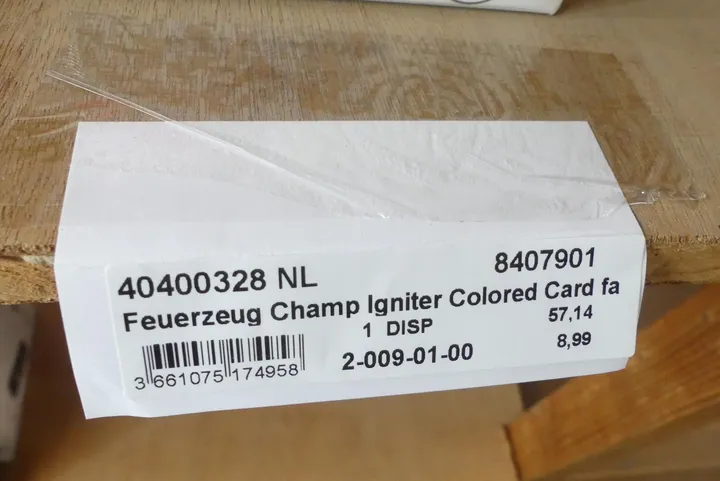 40400328 NL 8407901
Feuerzeug Champ Igniter Colored Card fa
1 DISP 57,14
2-009-01-00 8,99
3 661075 174958